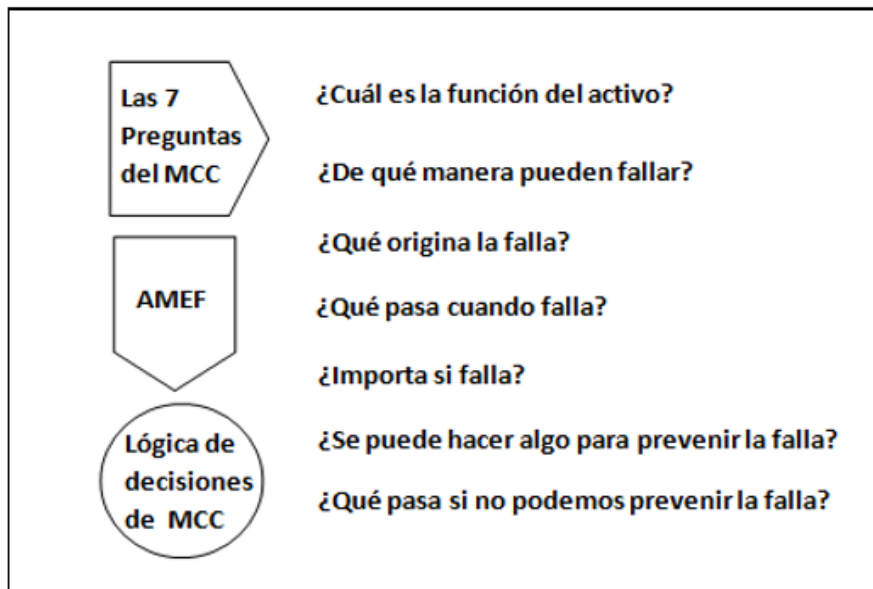 Las 7
Preguntas
del MCC
¿Cuál es la función del activo?
¿De qué manera pueden fallar?
¿Qué origina la falla?
AMEF
¿Qué pasa cuando falla?
¿Importa si falla?
Lógica de
decisiones
de MCC
¿Se puede hacer algo para prevenir la falla?
¿Qué pasa si no podemos prevenir la falla?